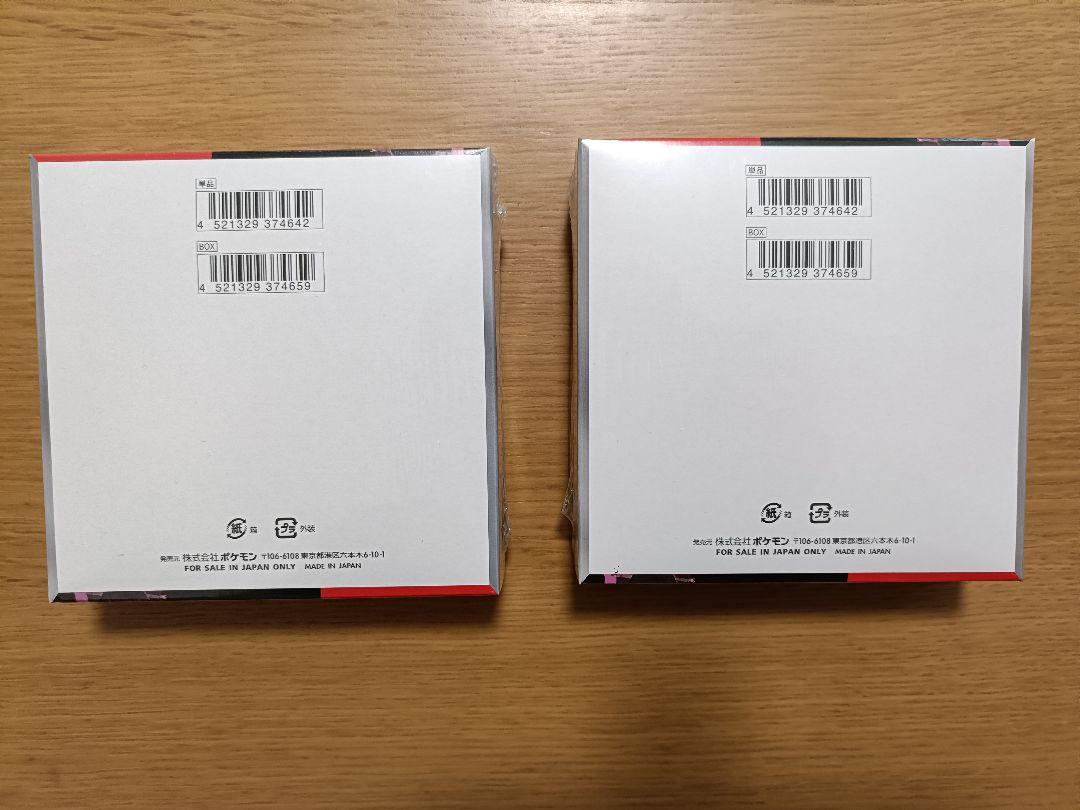 単品
4 521329 374642
BOX
4 521329 374659
紙 箱 プラ 外装
発売元 株式会社ポケモン 〒106-6108 東京都港区六本木6-10-1
FOR SALE IN JAPAN ONLY MADE IN JAPAN
単品
4 521329 374642
BOX
4 521329 374659
紙 箱 プラ 外装
発売元 株式会社ポケモン 〒106-6108 東京都港区六本木6-10-1
FOR SALE IN JAPAN ONLY MADE IN JAPAN